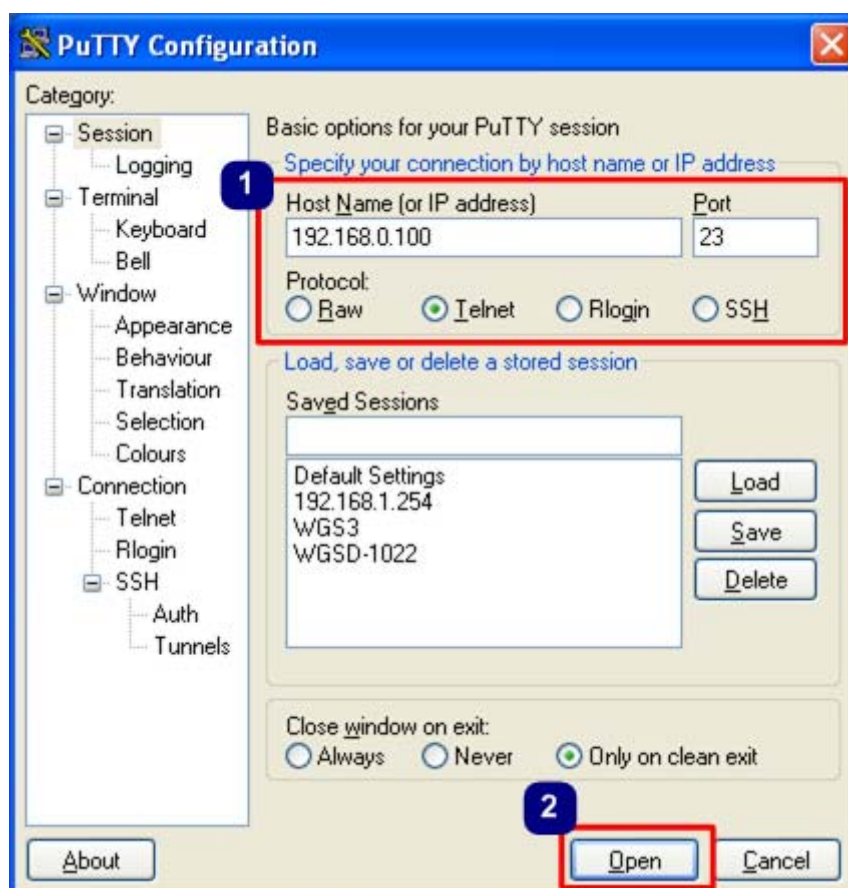 PuTTY Configuration
Category:
Session
Logging
Terminal
Keyboard
Bell
Window
Appearance
Behaviour
Translation
Selection
Colours
Connection
Telnet
Rlogin
SSH
Auth
Tunnels
Basic options for your PuTTY session
Specify your connection by host name or IP address
1
Host Name (or IP address) Port
192.168.0.100 23
Protocol:
Raw Telnet Rlogin SSH
Load, save or delete a stored session
Saved Sessions
Default Settings
192.168.1.254
WGS3
WGSD-1022
Load
Save
Delete
Close window on exit:
Always Never Only on clean exit
2
About Open Cancel